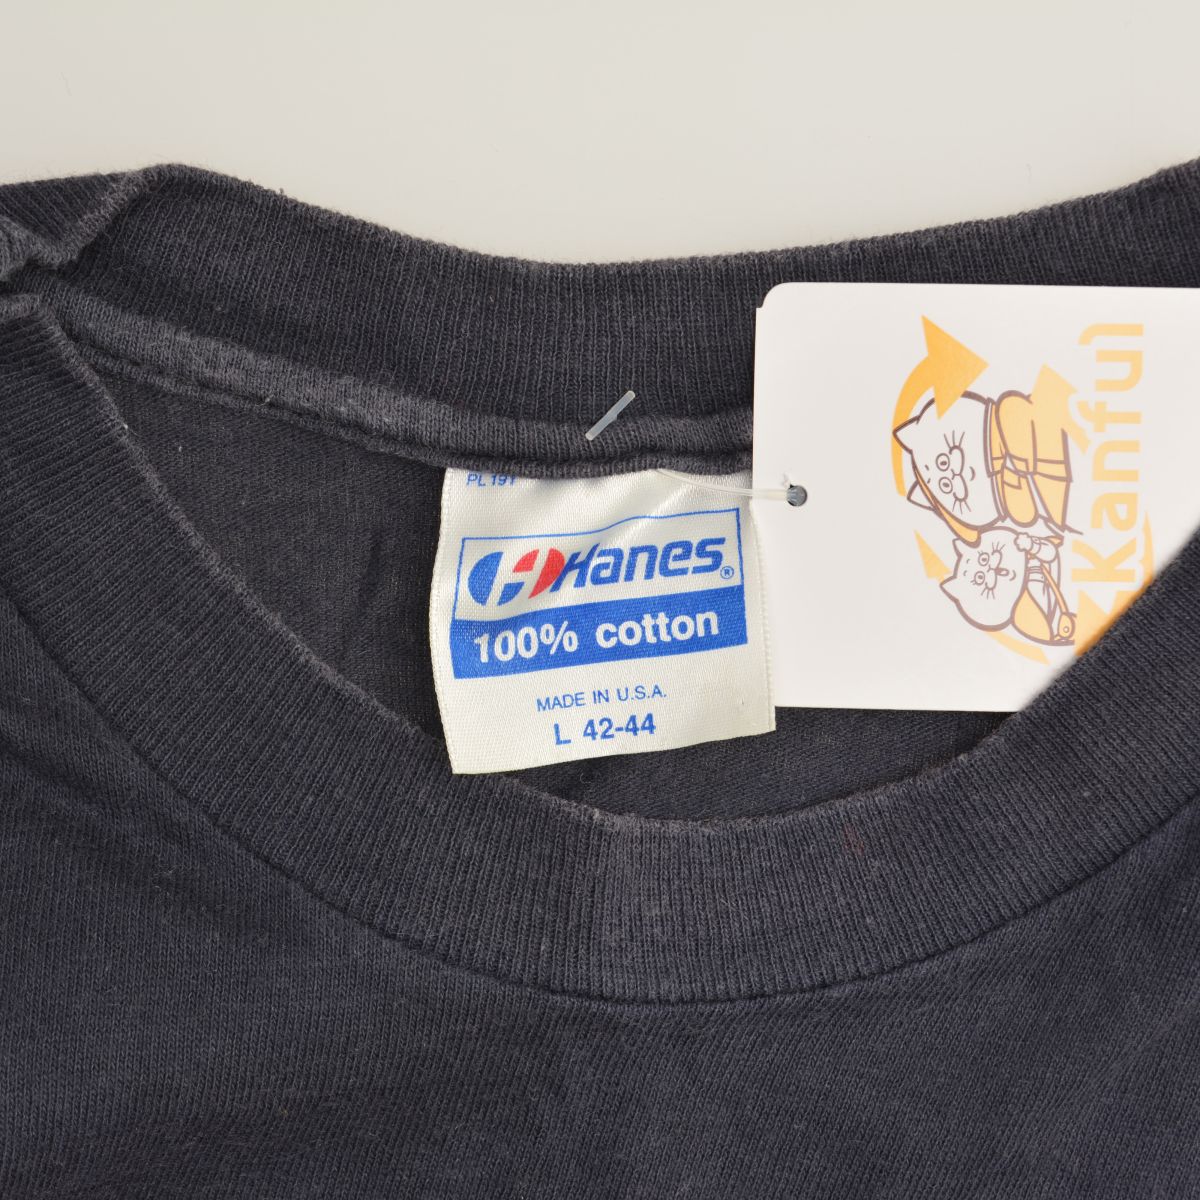 PL 191
Hanes®
100% cotton
MADE IN U.S.A.
L 42-44
Kanful